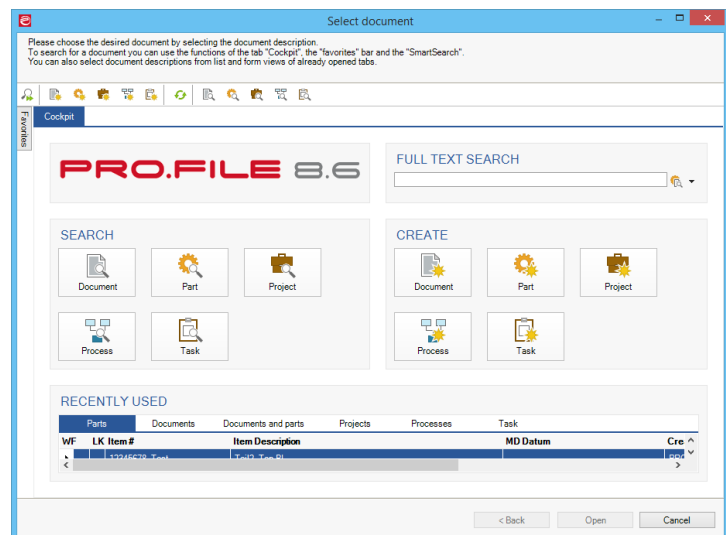 Select document
Please choose the desired document by selecting the document description.
To search for a document you can use the functions of the tab "Cockpit", the "favorites" bar and the "SmartSearch".
You can also select document descriptions from list and form views of already opened tabs.
Favorites
Cockpit
PRO.FILE 8.6
FULL TEXT SEARCH
SEARCH
Document Part Project
Process Task
CREATE
Document Part Project
Process Task
RECENTLY USED
Parts Documents Documents and parts Projects Processes Task
WF LK Item # Item Description MD Datum Cre
< Back Open Cancel